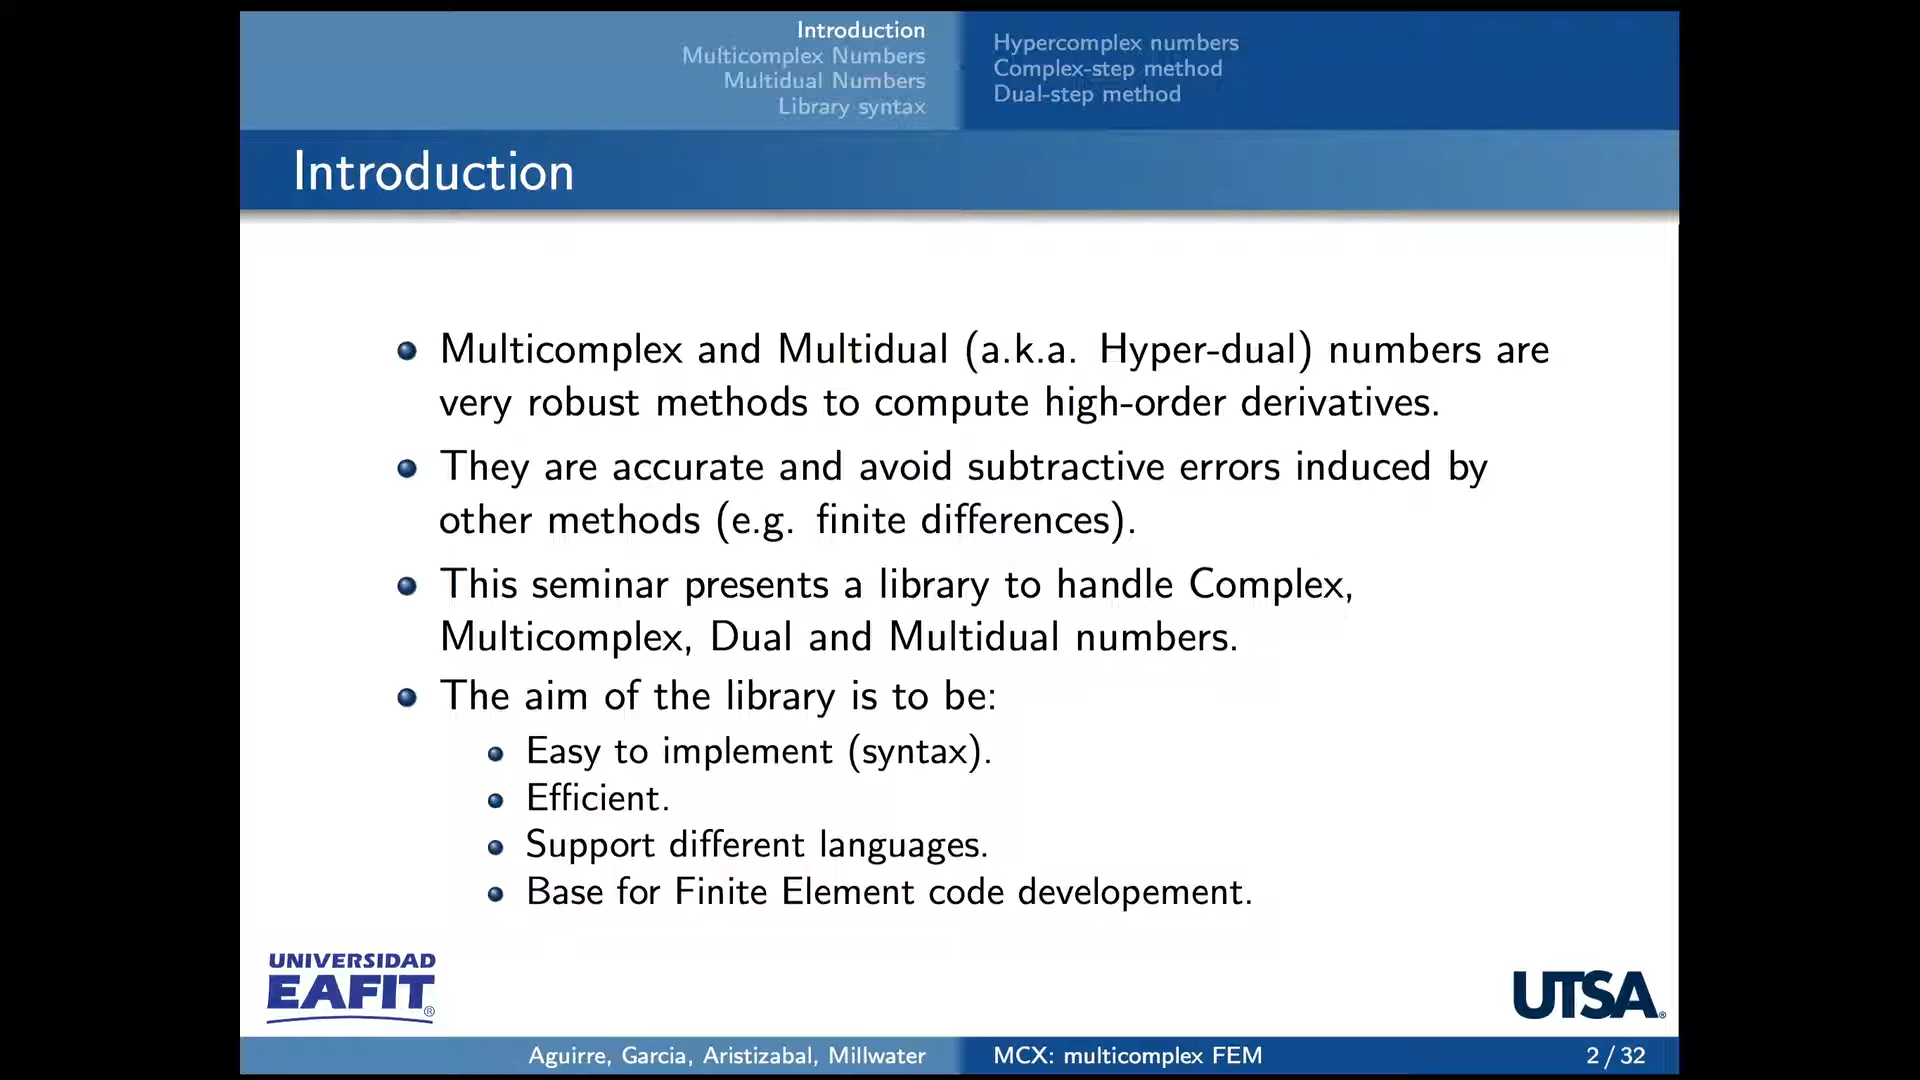 Introduction
Multicomplex Numbers
Multidual Numbers
Library syntax
Hypercomplex numbers
Complex-step method
Dual-step method
Introduction
Multicomplex and Multidual (a.k.a. Hyper-dual) numbers are
very robust methods to compute high-order derivatives.
They are accurate and avoid subtractive errors induced by
other methods (e.g. finite differences).
This seminar presents a library to handle Complex,
Multicomplex, Dual and Multidual numbers.
The aim of the library is to be:
Easy to implement (syntax).
Efficient.
Support different languages.
Base for Finite Element code developement.
UNIVERSIDAD
EAFIT®
UTSA®
Aguirre, Garcia, Aristizabal, Millwater
MCX: multicomplex FEM
2 / 32